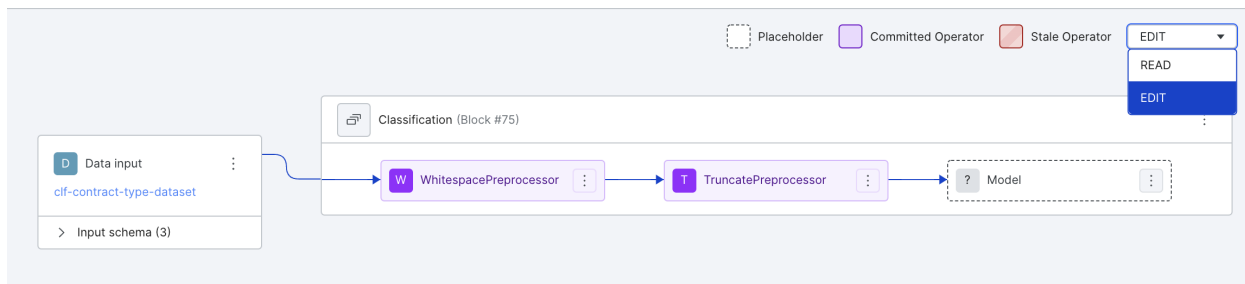 Placeholder
Committed Operator
Stale Operator
EDIT
READ
EDIT
Classification (Block #75)
D Data input
clf-contract-type-dataset
Input schema (3)
W WhitespacePreprocessor
T TruncatePreprocessor
? Model